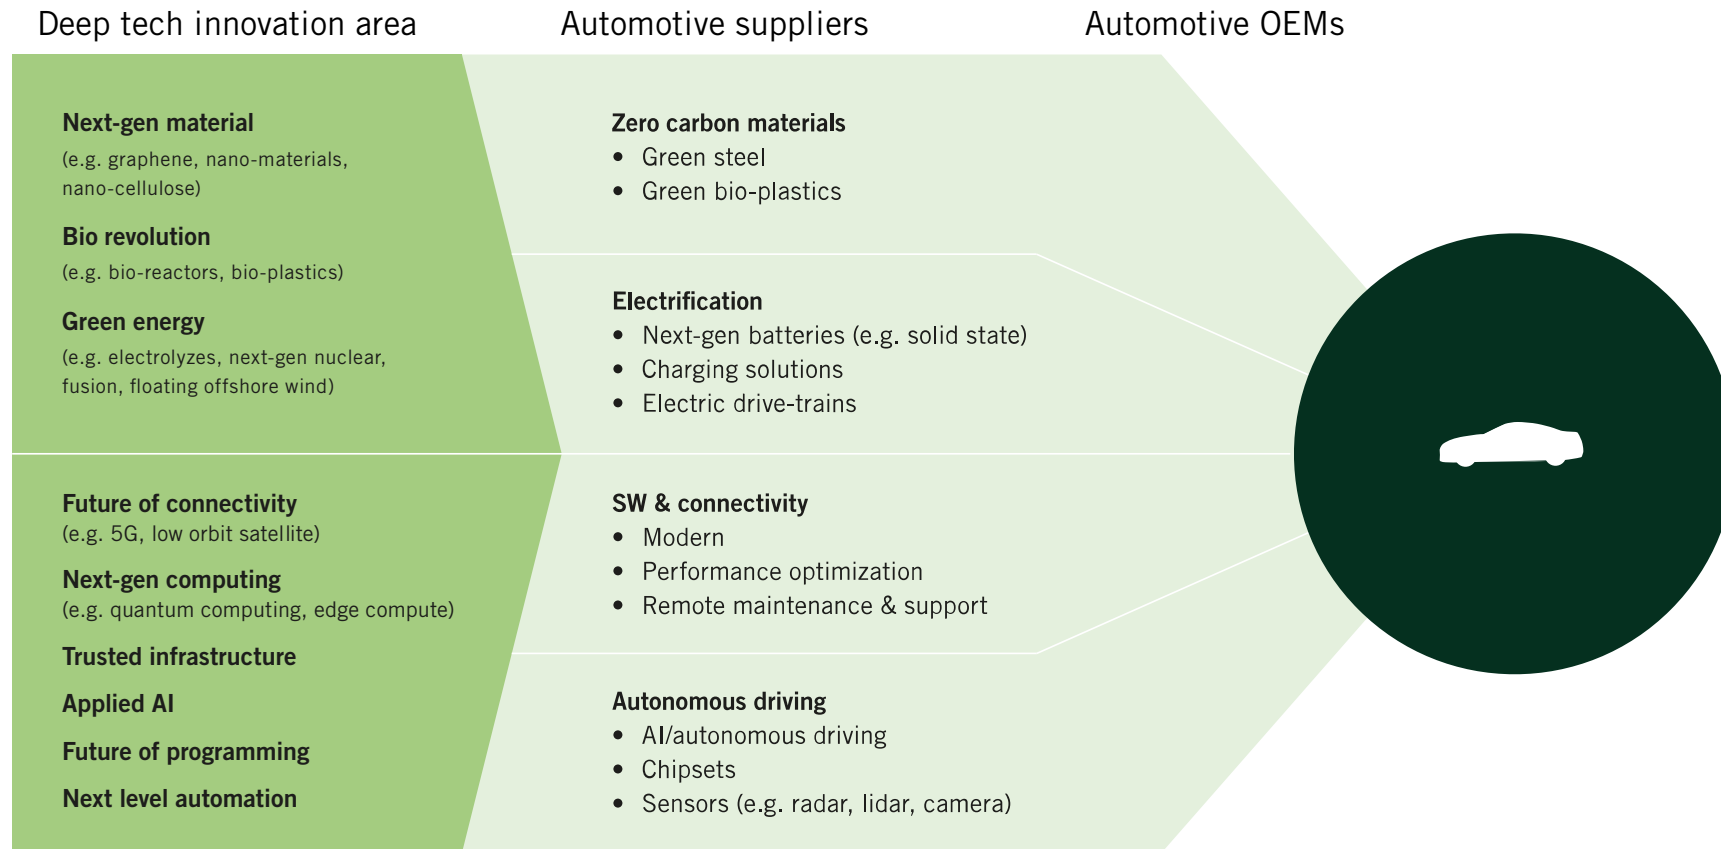 Deep tech innovation area
Automotive suppliers
Automotive OEMs
Next-gen material
(e.g. graphene, nano-materials,
nano-cellulose)
Bio revolution
(e.g. bio-reactors, bio-plastics)
Green energy
(e.g. electrolyzes, next-gen nuclear,
fusion, floating offshore wind)
Future of connectivity
(e.g. 5G, low orbit satellite)
Next-gen computing
(e.g. quantum computing, edge compute)
Trusted infrastructure
Applied AI
Future of programming
Next level automation
Zero carbon materials
• Green steel
• Green bio-plastics
Electrification
• Next-gen batteries (e.g. solid state)
• Charging solutions
• Electric drive-trains
SW & connectivity
• Modern
• Performance optimization
• Remote maintenance & support
Autonomous driving
• AI/autonomous driving
• Chipsets
• Sensors (e.g. radar, lidar, camera)